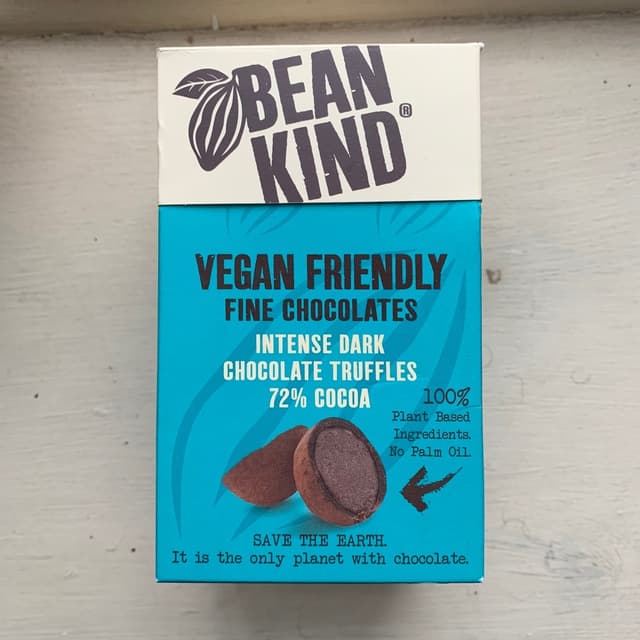 BEAN
KIND®
VEGAN FRIENDLY
FINE CHOCOLATES
INTENSE DARK
CHOCOLATE TRUFFLES
72% COCOA
100%
Plant Based
Ingredients.
No Palm Oil.
SAVE THE EARTH.
It is the only planet with chocolate.